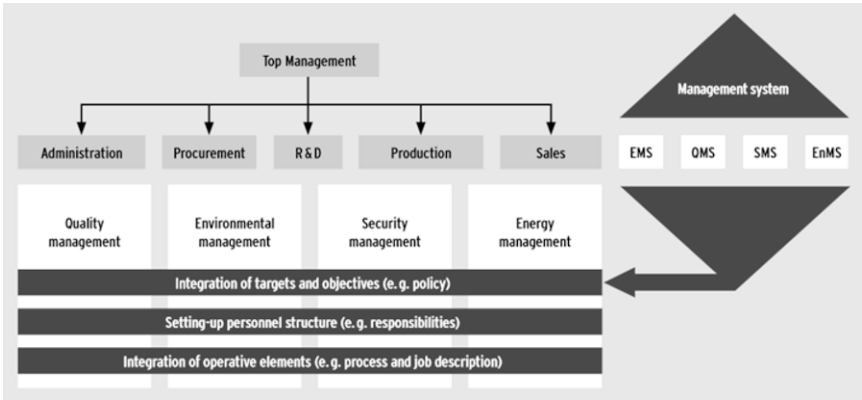 Top Management
Management system
Administration
Procurement
R & D
Production
Sales
EMS
QMS
SMS
EnMS
Quality
management
Environmental
management
Security
management
Energy
management
Integration of targets and objectives (e. g. policy)
Setting-up personnel structure (e. g. responsibilities)
Integration of operative elements (e. g. process and job description)